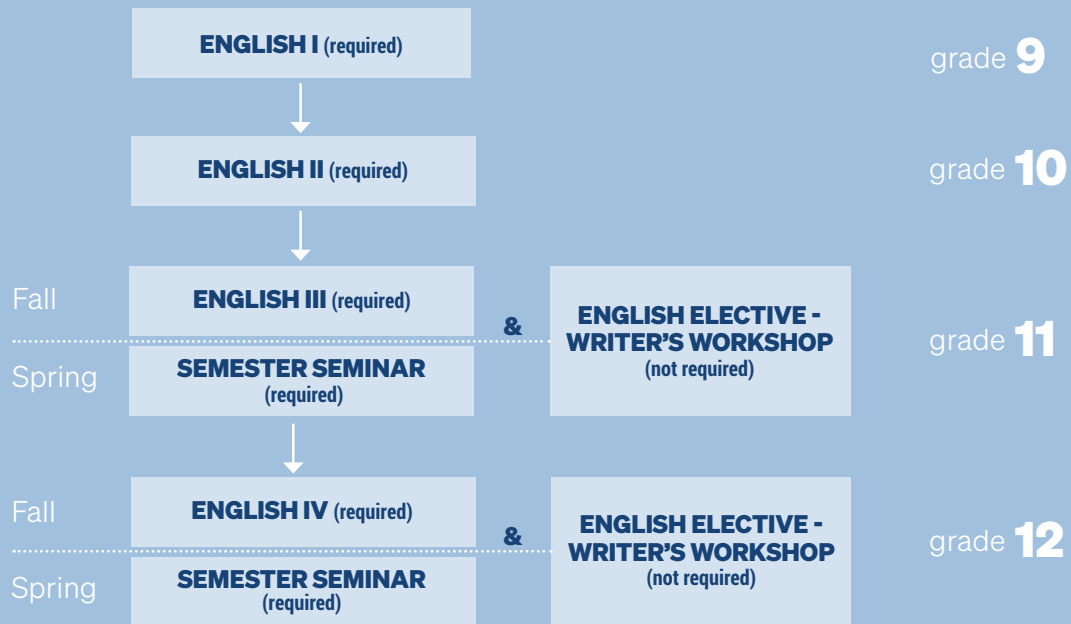 ENGLISH I (required)
grade 9
ENGLISH II (required)
grade 10
Fall
ENGLISH III (required)
Spring
SEMESTER SEMINAR
(required)
&
ENGLISH ELECTIVE -
WRITER'S WORKSHOP
(not required)
grade 11
Fall
ENGLISH IV (required)
Spring
SEMESTER SEMINAR
(required)
&
ENGLISH ELECTIVE -
WRITER'S WORKSHOP
(not required)
grade 12